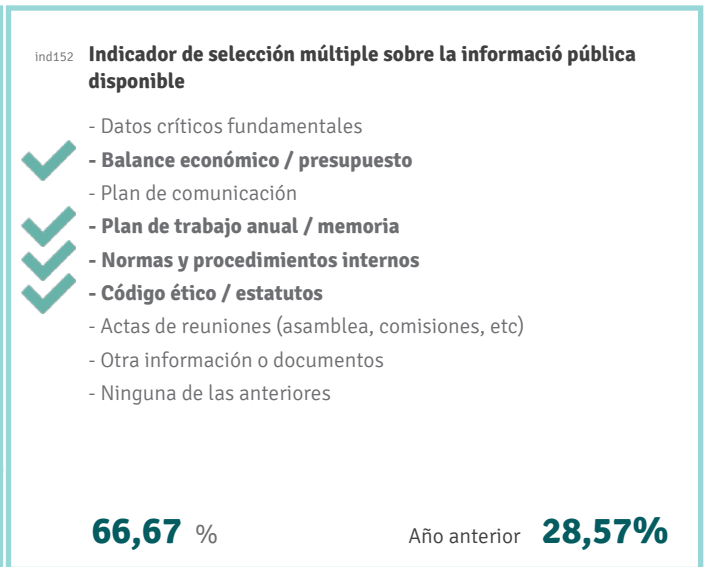 ind152 Indicador de selección múltiple sobre la informació pública
disponible
- Datos críticos fundamentales
- Balance económico / presupuesto
- Plan de comunicación
- Plan de trabajo anual / memoria
- Normas y procedimientos internos
- Código ético / estatutos
- Actas de reuniones (asamblea, comisiones, etc)
- Otra información o documentos
- Ninguna de las anteriores
66,67 % Año anterior 28,57%